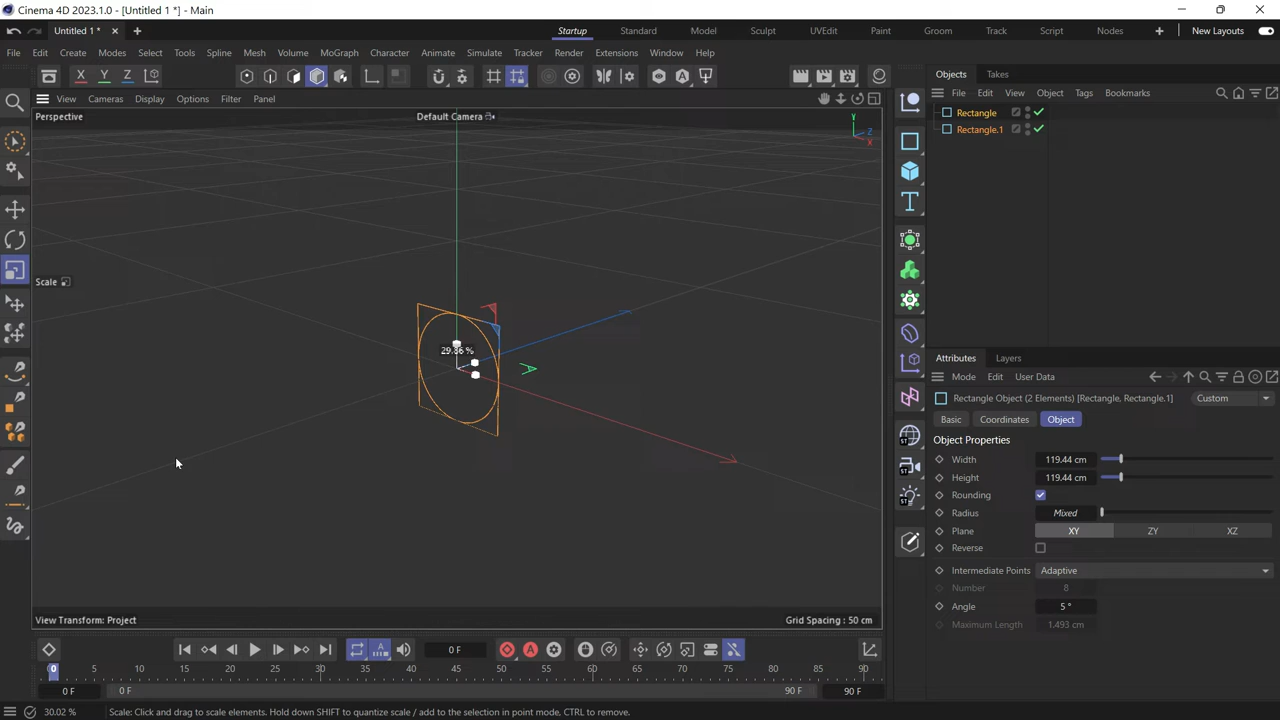 Cinema 4D 2023.1.0 - [Untitled 1 *] - Main
Untitled 1 *
Startup Standard Model Sculpt UVEdit Paint Groom Track Script Nodes New Layouts
File Edit Create Modes Select Tools Spline Mesh Volume MoGraph Character Animate Simulate Tracker Render Extensions Window Help
X Y Z
Objects Takes
View Cameras Display Options Filter Panel
File Edit View Object Tags Bookmarks
Perspective
Default Camera
Y
Z
X
Rectangle
Rectangle.1
T
Scale
29.86 %
Attributes Layers
Mode Edit User Data
Rectangle Object (2 Elements) [Rectangle, Rectangle.1] Custom
Basic Coordinates Object
Object Properties
Width 119.44 cm
Height 119.44 cm
Rounding
Radius Mixed
Plane XY ZY XZ
Reverse
Intermediate Points Adaptive
Number 8
Angle 5 °
Maximum Length 1.493 cm
ST
ST
ST
View Transform: Project
Grid Spacing : 50 cm
0 F
0 5 10 15 20 25 30 35 40 45 50 55 60 65 70 75 80 85 90
0 F 0 F 90 F 90 F
30.02 % Scale: Click and drag to scale elements. Hold down SHIFT to quantize scale / add to the selection in point mode, CTRL to remove.